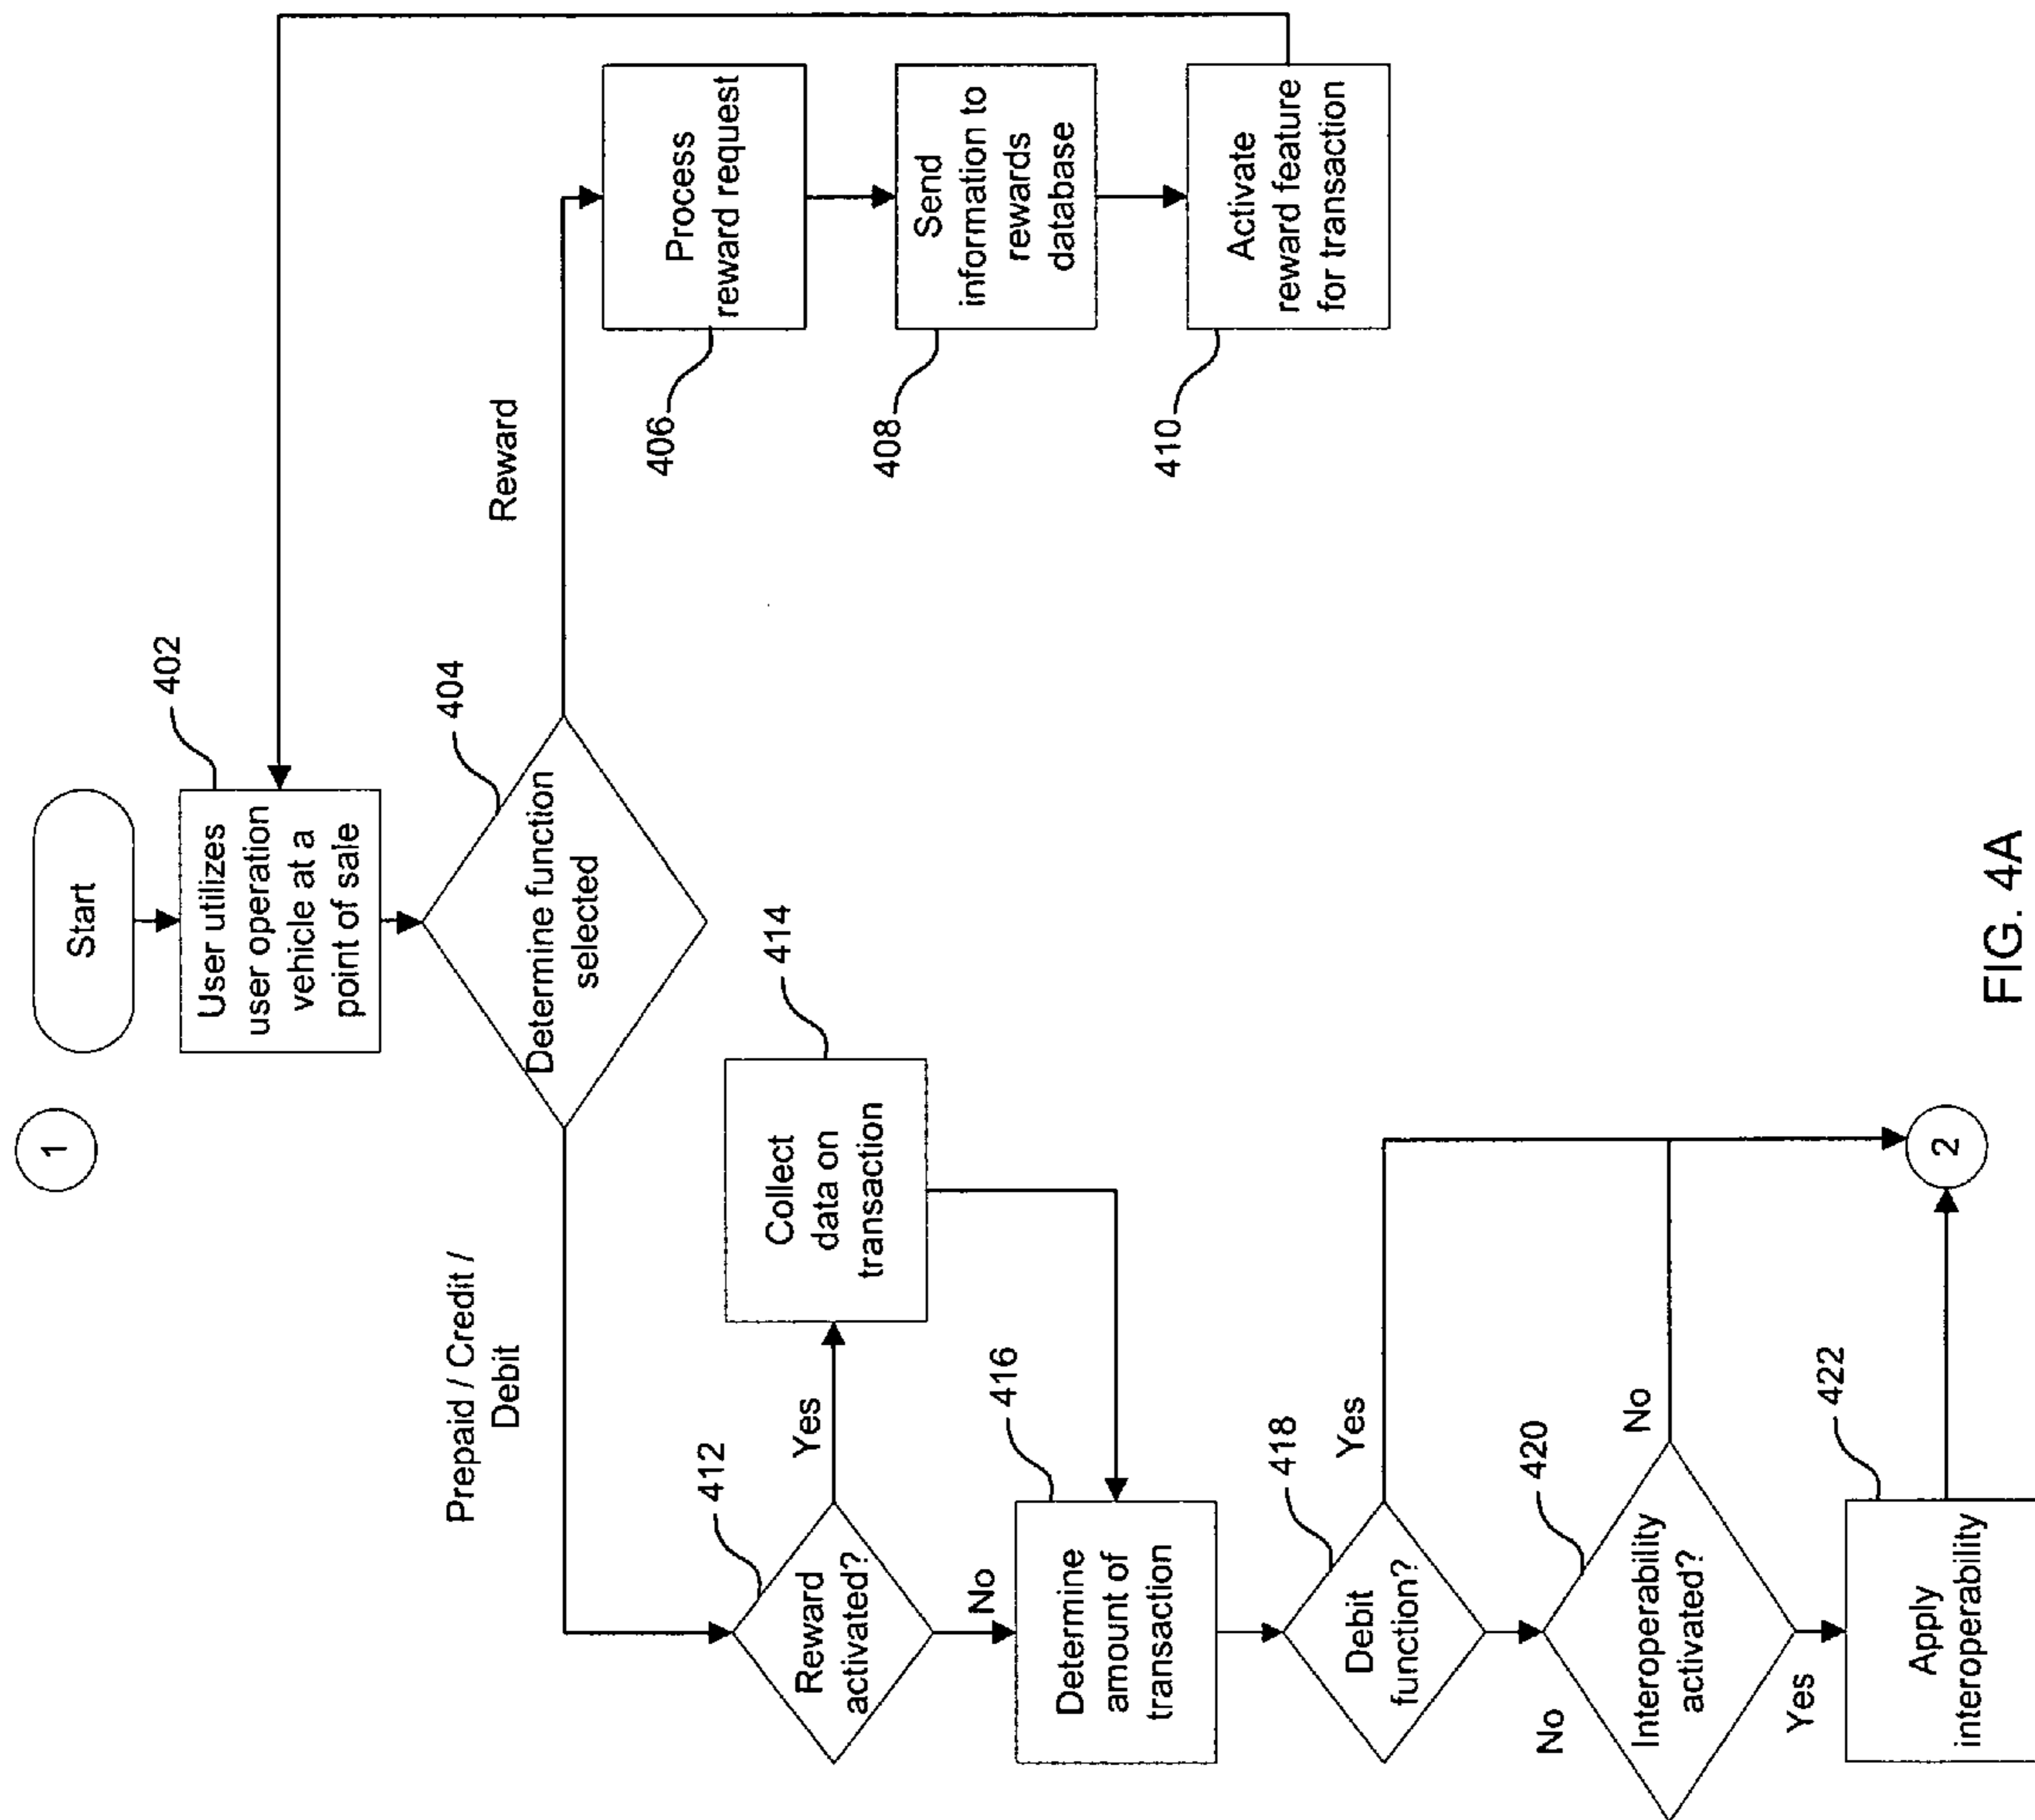 1
Start
User utilizes
user operation
vehicle at a
point of sale
402
Determine function
selected
404
Prepaid / Credit /
Debit
Reward
Process
reward request
406
Send
information to
rewards
database
408
Activate
reward feature
for transaction
410
Reward
activated?
412
Yes
Collect
data on
transaction
414
No
Determine
amount of
transaction
416
Debit
function?
418
Yes
No
Interoperability
activated?
420
No
Yes
Apply
interoperability
422
2
FIG. 4A